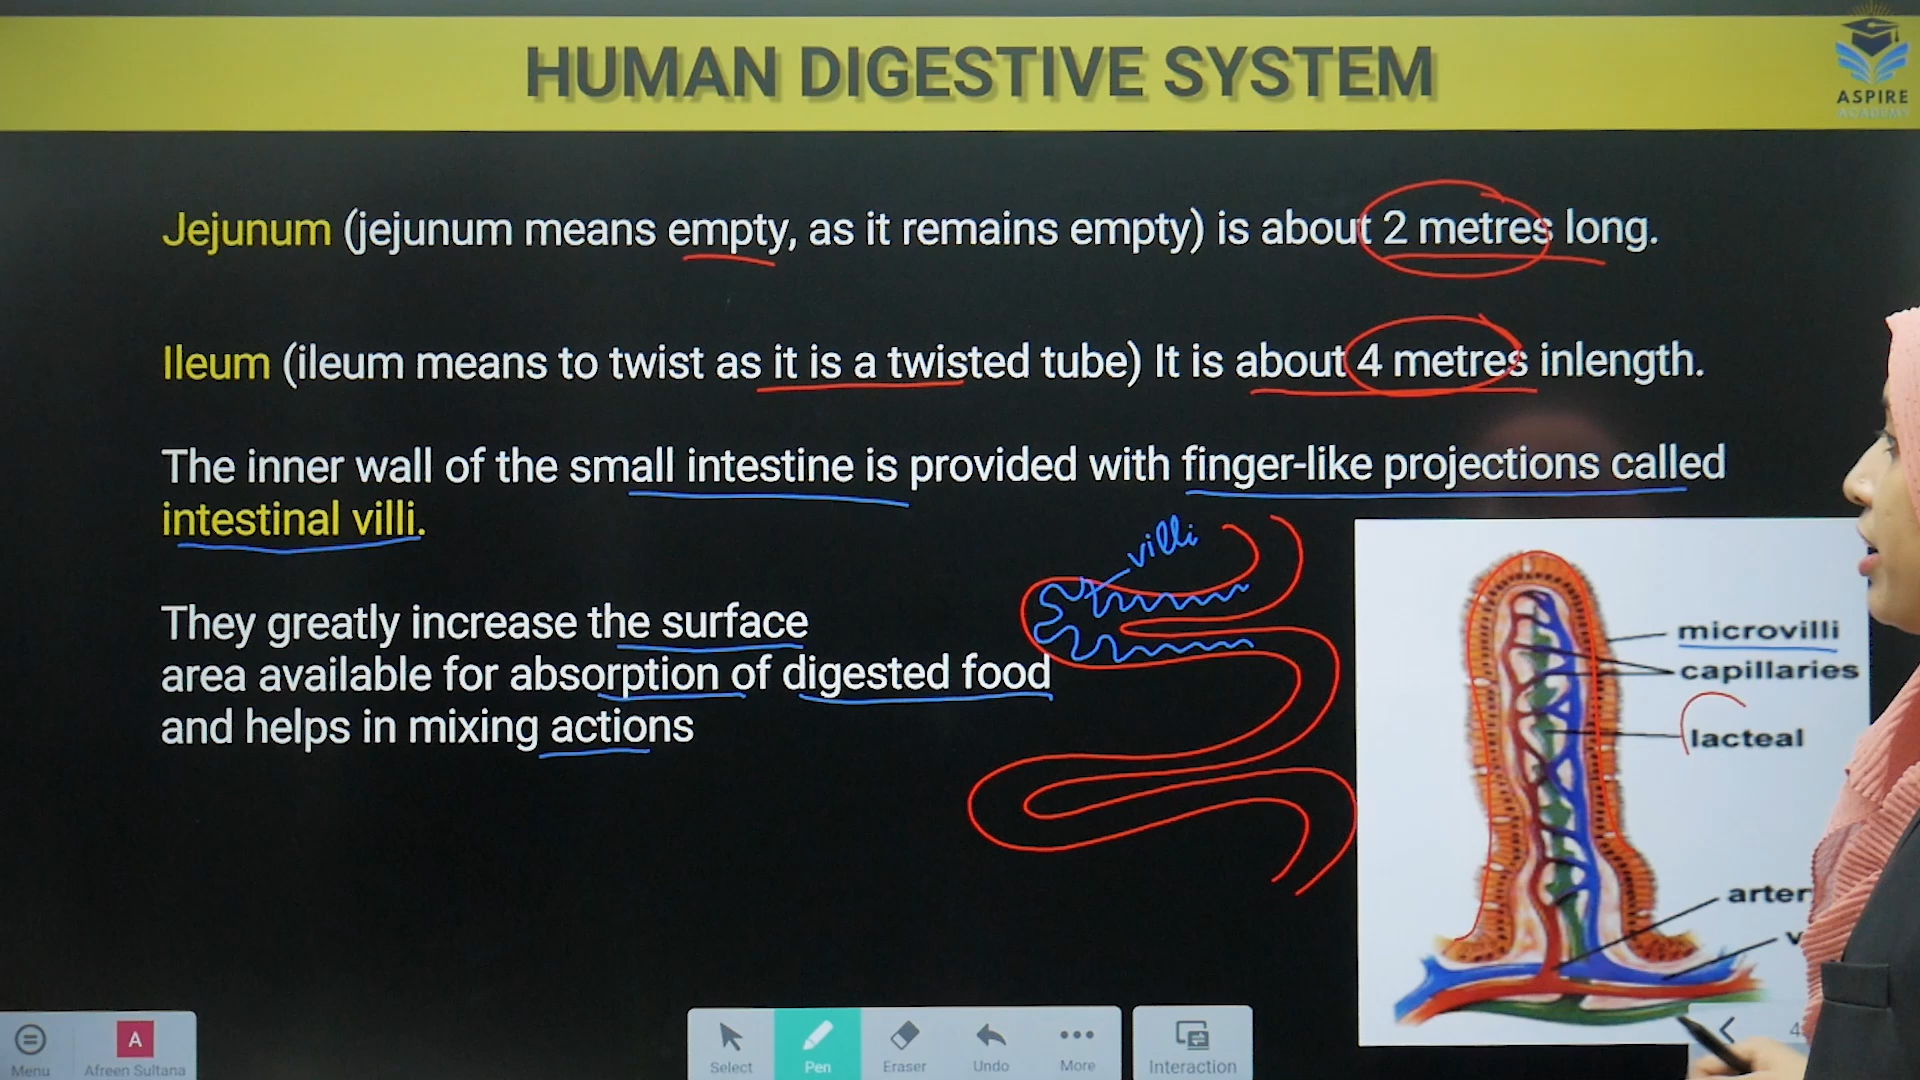 HUMAN DIGESTIVE SYSTEM
ASPIRE
ACADEMY
Jejunum (jejunum means empty, as it remains empty) is about 2 metres long.
Ileum (ileum means to twist as it is a twisted tube) It is about 4 metres inlength.
The inner wall of the small intestine is provided with finger-like projections called
intestinal villi.
villi
They greatly increase the surface
area available for absorption of digested food
and helps in mixing actions
microvilli
capillaries
lacteal
arter
v
Menu
A
Afreen Sultana
Select
Pen
Eraser
Undo
More
Interaction
4